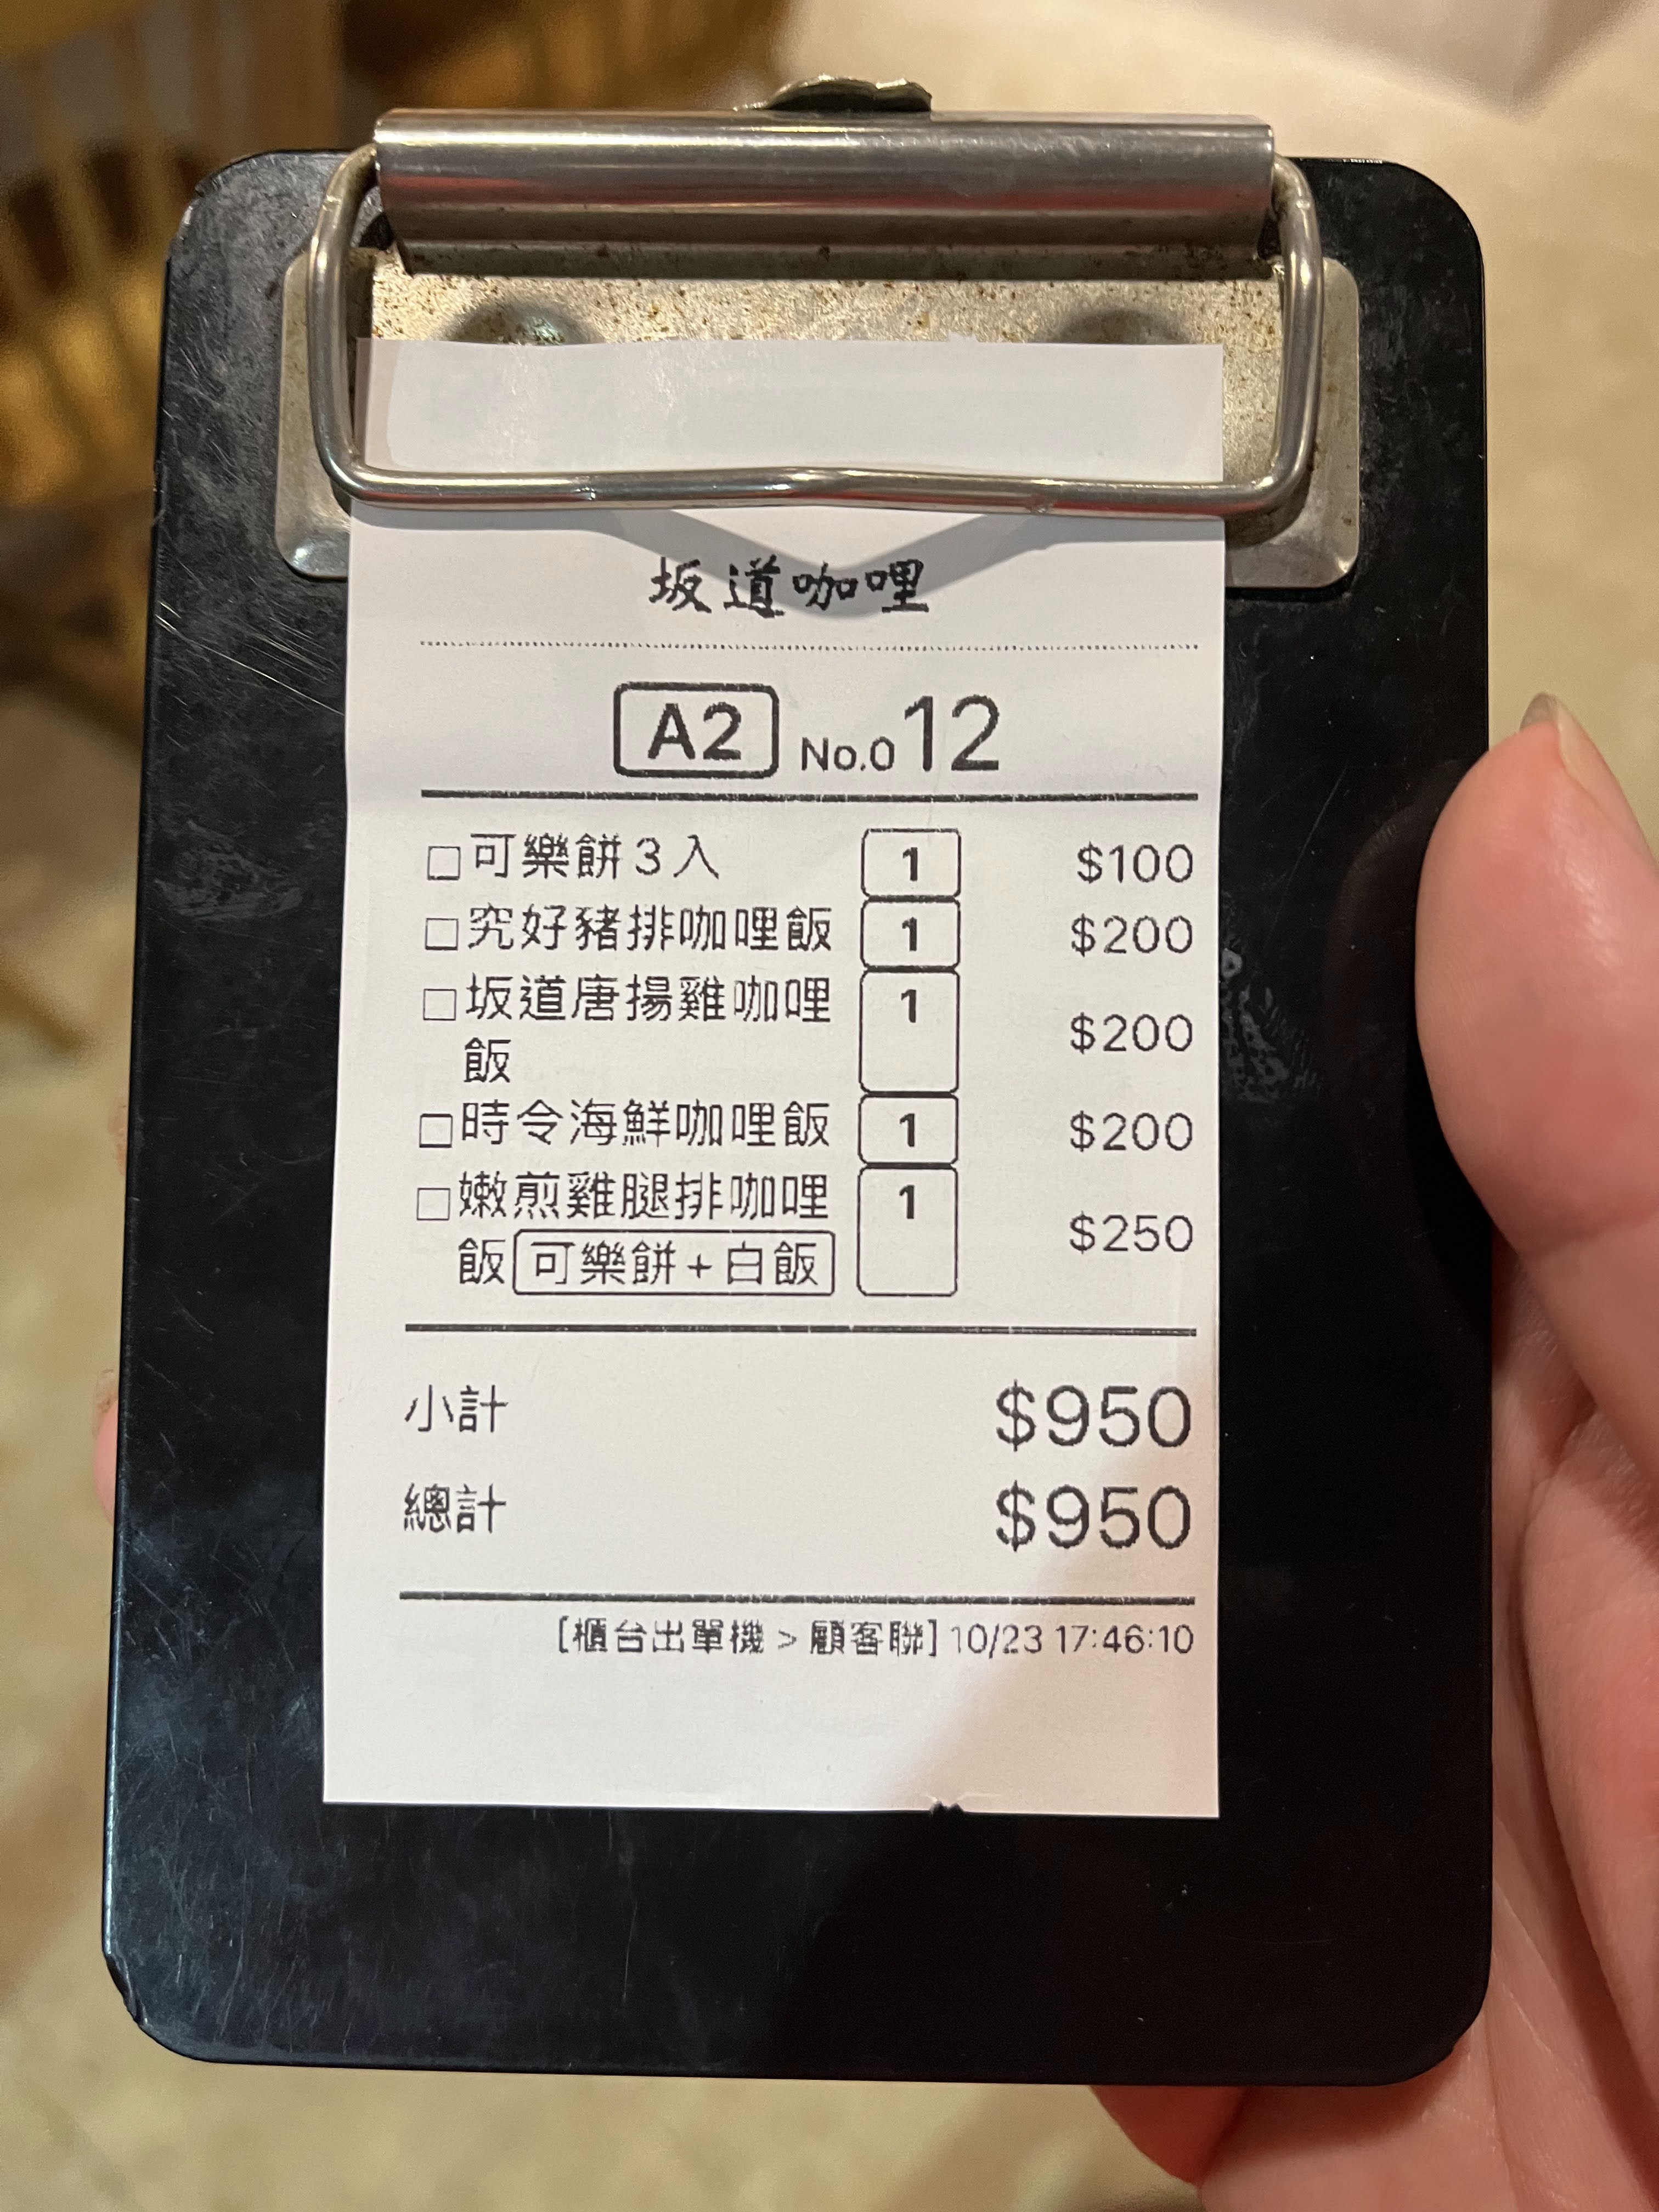 坂道咖哩
A2 No.012
□可樂餅3入 1 $100
□究好豬排咖哩飯 1 $200
□坂道唐揚雞咖哩 1 $200
飯
□時令海鮮咖哩飯 1 $200
□嫩煎雞腿排咖哩 1 $250
飯 可樂餅+白飯
小計 $950
總計 $950
[櫃台出單機 > 顧客聯] 10/23 17:46:10